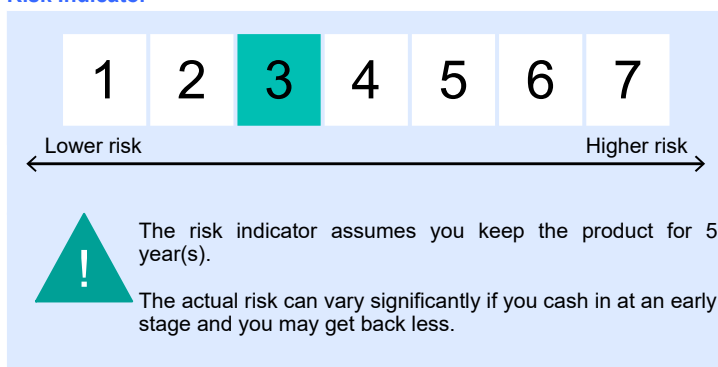 Risk Indicator
1 2 3 4 5 6 7
Lower risk Higher risk
!
The risk indicator assumes you keep the product for 5
year(s).
The actual risk can vary significantly if you cash in at an early
stage and you may get back less.